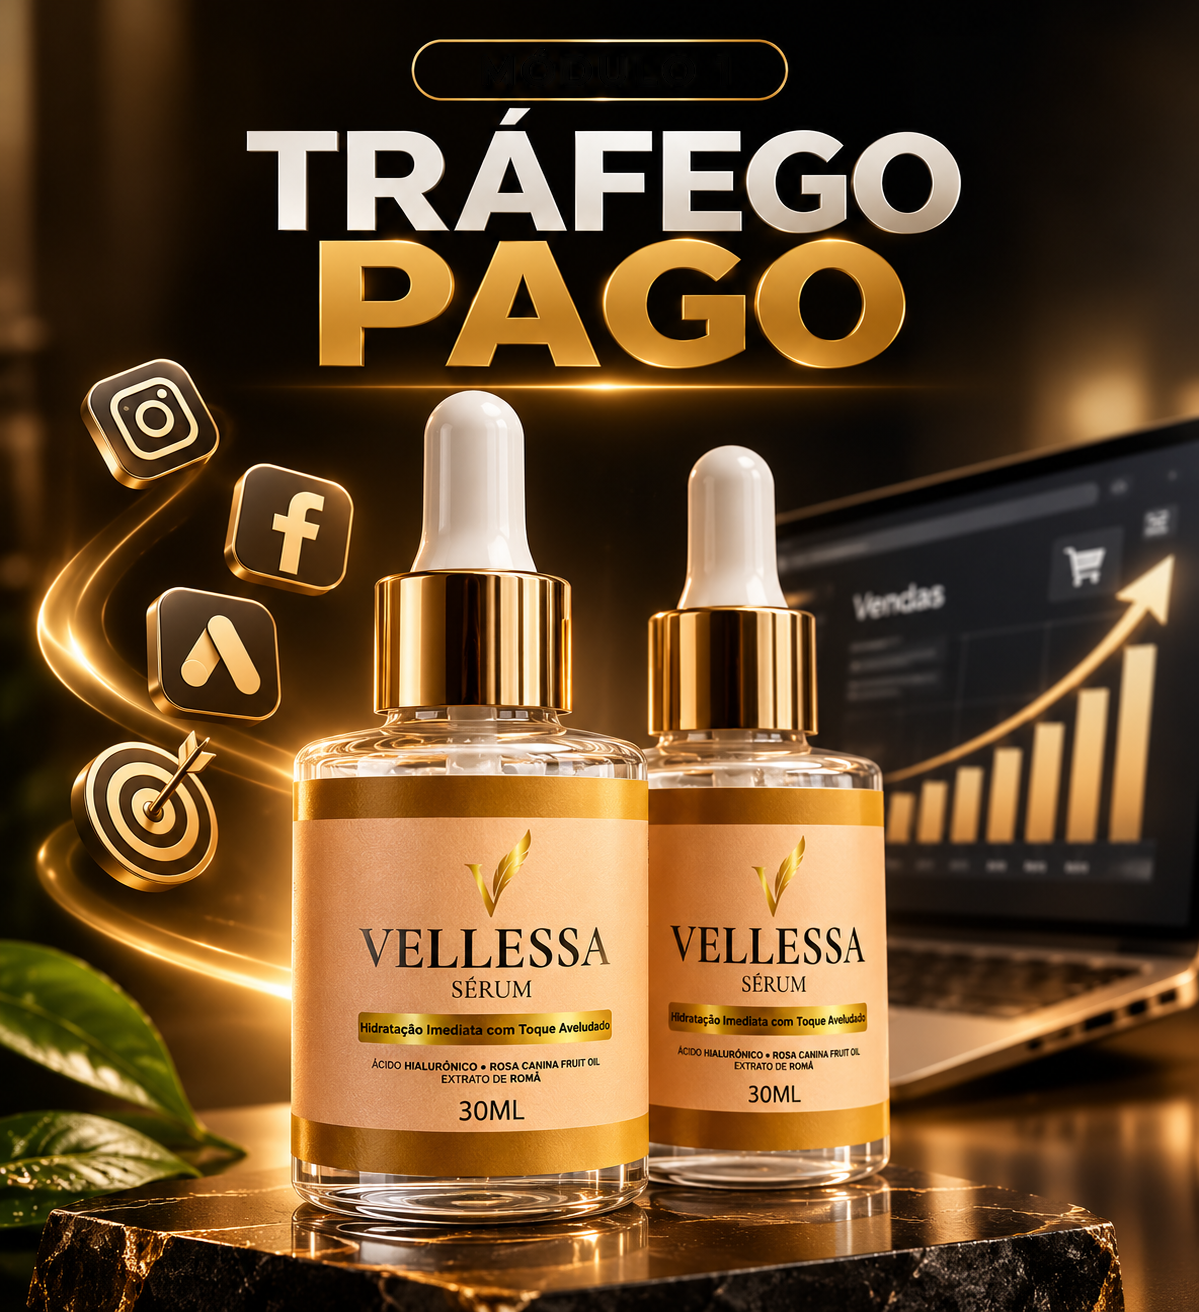 TRÁFEGO
PAGO
Vendas
VELLESSA
SÉRUM
Hidratação Imediata com Toque Aveludado
ÁCIDO HIALURÔNICO • ROSA CANINA FRUIT OIL
EXTRATO DE ROMÃ
30ML
VELLESSA
SÉRUM
Hidratação Imediata com Toque Aveludado
ÁCIDO HIALURÔNICO • ROSA CANINA FRUIT OIL
EXTRATO DE ROMÃ
30ML